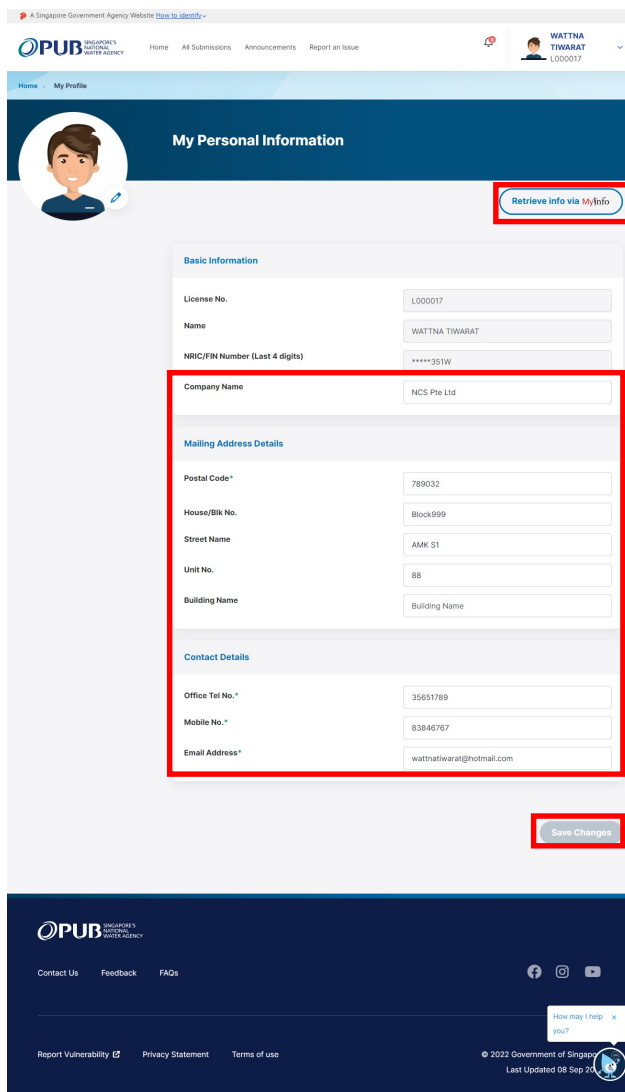 A Singapore Government Agency Website How to identify
PUB SINGAPORE'S NATIONAL WATER AGENCY
Home All Submissions Announcements Report an Issue
WATTNA TIWARAT
L000017
Home My Profile
My Personal Information
Retrieve info via Myinfo
Basic Information
License No. L000017
Name WATTNA TIWARAT
NRIC/FIN Number (Last 4 digits) *****351W
Company Name NCS Pte Ltd
Mailing Address Details
Postal Code* 789032
House/Blk No. Block999
Street Name AMK S1
Unit No. 88
Building Name Building Name
Contact Details
Office Tel No.* 35651789
Mobile No.* 83846767
Email Address* wattnatiwarat@hotmail.com
Save Changes
PUB SINGAPORE'S NATIONAL WATER AGENCY
Contact Us Feedback FAQs
How may I help you? x
Report Vulnerability Privacy Statement Terms of use
© 2022 Government of
Last Updated 08 Sep